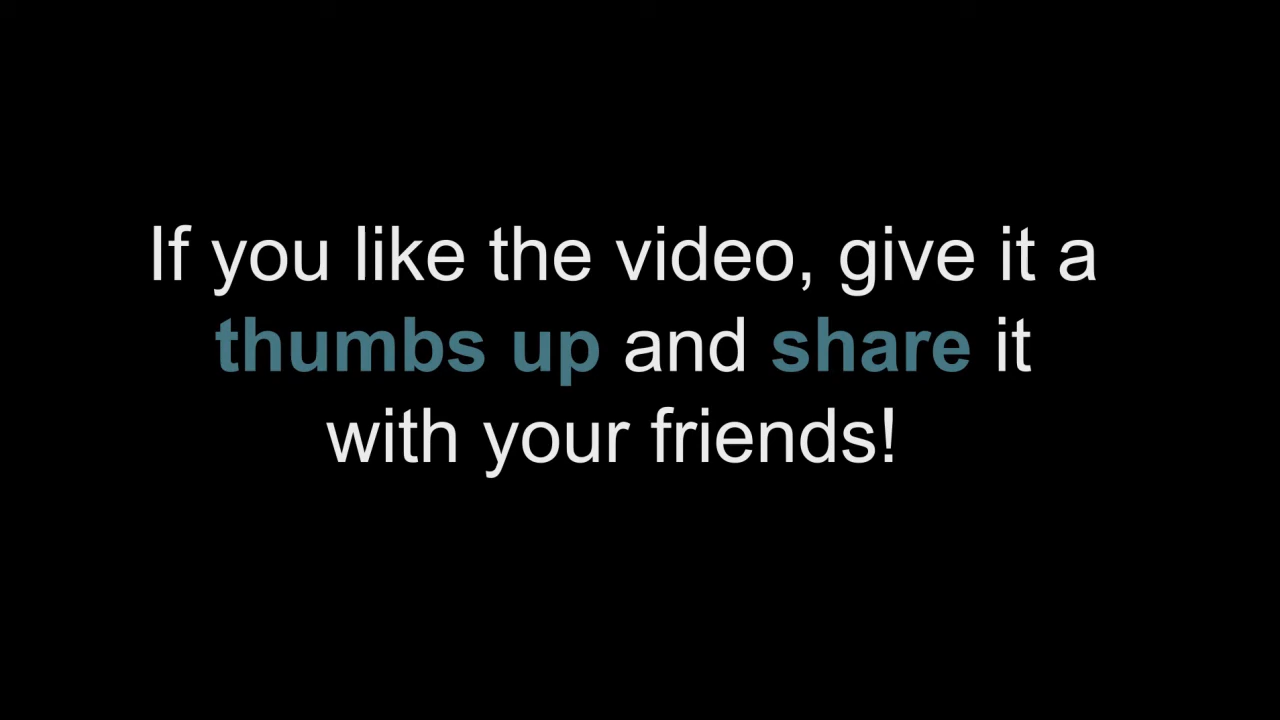 If you like the video, give it a
thumbs up and share it
with your friends!